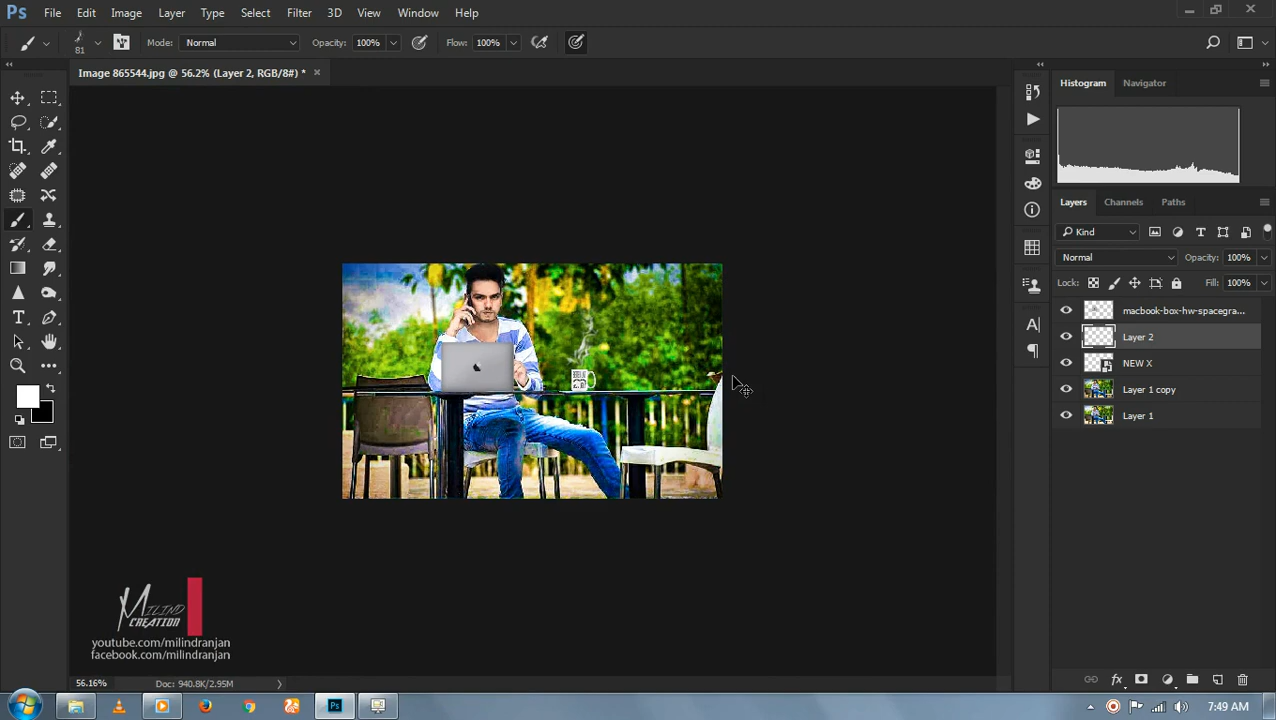 Ps File Edit Image Layer Type Select Filter 3D View Window Help
81 Mode: Normal Opacity: 100% Flow: 100%
Image 865544.jpg @ 56.2% (Layer 2, RGB/8#) * ×
Histogram Navigator
Layers Channels Paths
Kind
Normal Opacity: 100%
Lock: Fill: 100%
macbook-box-hw-spacegra...
Layer 2
NEW X
Layer 1 copy
Layer 1
MILIND
CREATION
youtube.com/milindranjan
facebook.com/milindranjan
56.16% Doc: 940.8K/2.95M
Ps 7:49 AM